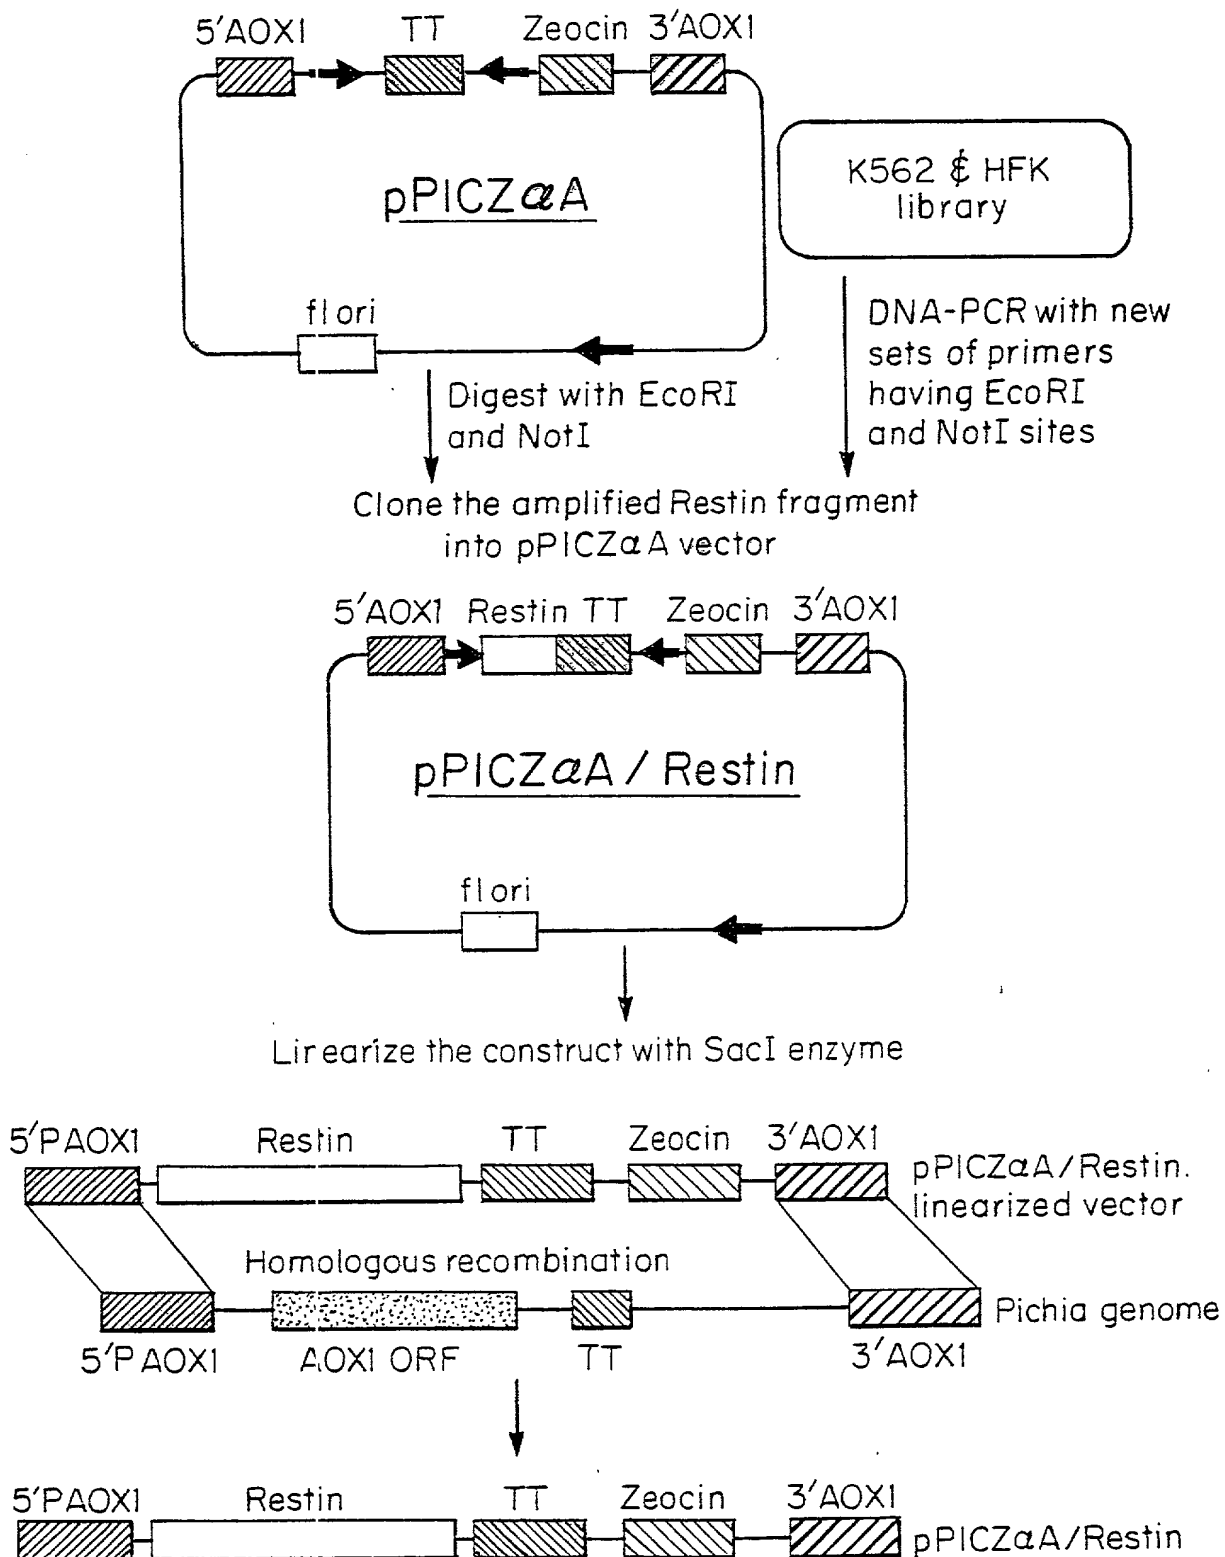 5'AOX1 TT Zeocin 3'AOX1
pPICZαA
K562 & HFK
library
f1 ori
DNA-PCR with new
sets of primers
having EcoRI
and NotI sites
Digest with EcoRI
and NotI
Clone the amplified Restin fragment
into pPICZαA vector
5'AOX1 Restin TT Zeocin 3'AOX1
pPICZαA / Restin
f1 ori
Lirearize the construct with SacI enzyme
5'PAOX1 Restin TT Zeocin 3'AOX1
pPICZαA/Restin.
linearized vector
Homologous recombination
Pichia genome
5'PAOX1 AOX1 ORF TT 3'AOX1
5'PAOX1 Restin TT Zeocin 3'AOX1
pPICZαA/Restin